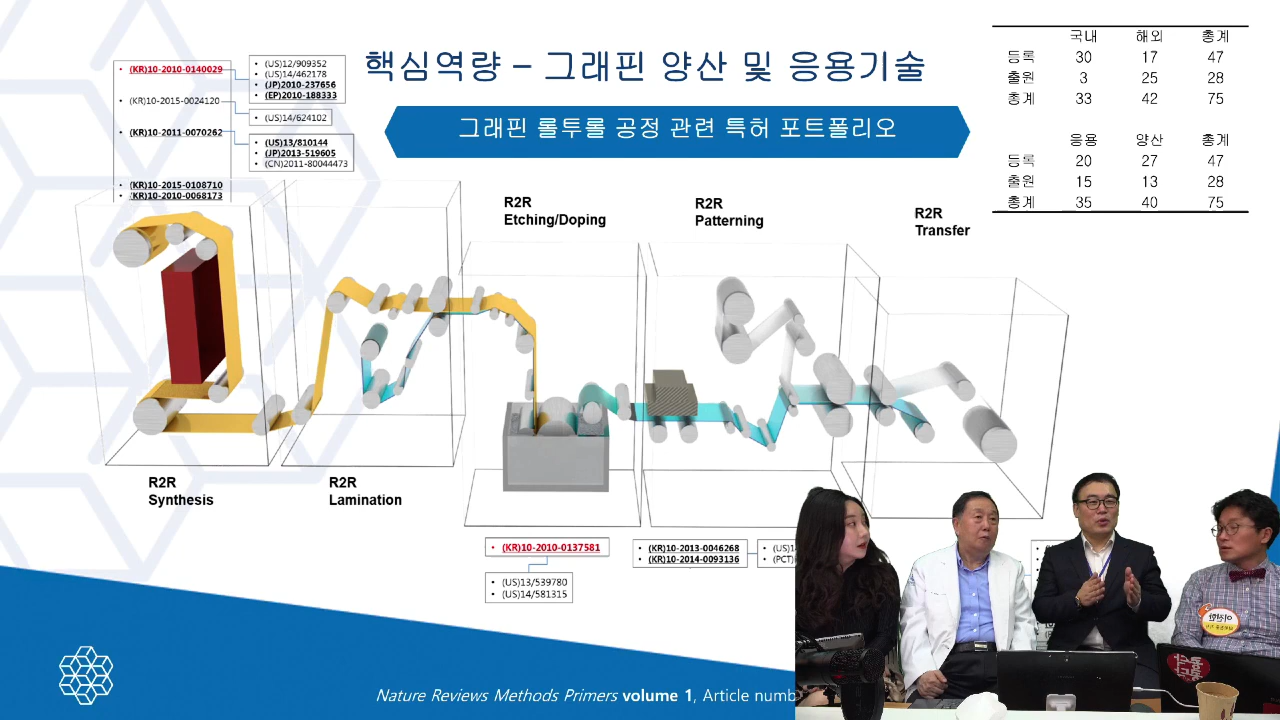 핵심역량 – 그래핀 양산 및 응용기술
그래핀 롤투롤 공정 관련 특허 포트폴리오
• (KR)10-2010-0140029
• (US)12/909352
• (US)14/462178
• (JP)2010-237656
• (EP)2010-188333
• (KR)10-2015-0024120
• (US)14/624102
• (KR)10-2011-0070262
• (US)13/810144
• (JP)2013-519605
• (CN)2011-80044473
• (KR)10-2015-0108710
• (KR)10-2010-0068173
국내 해외 총계
등록 30 17 47
출원 3 25 28
총계 33 42 75
응용 양산 총계
등록 20 27 47
출원 15 13 28
총계 35 40 75
R2R
Etching/Doping
R2R
Patterning
R2R
Transfer
R2R
Synthesis
R2R
Lamination
• (KR)10-2010-0137581
• (US)13/539780
• (US)14/581315
• (KR)10-2013-0046268
• (KR)10-2014-0093136
• (US)
• (PCT)
Nature Reviews Methods Primers volume 1, Article